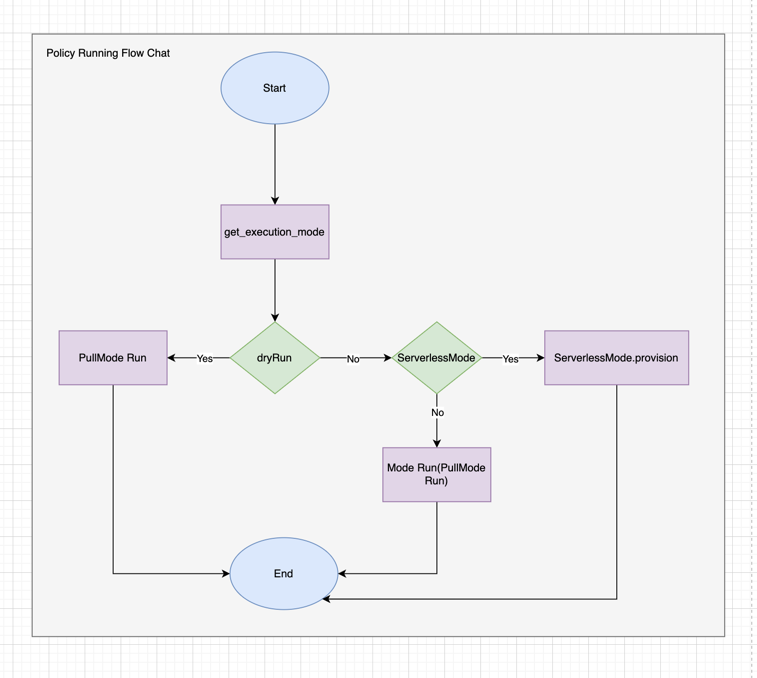 Policy Running Flow Chat
Start
get_execution_mode
PullMode Run
Yes
dryRun
No
ServerlessMode
Yes
ServerlessMode.provision
No
Mode Run(PullMode
Run)
End